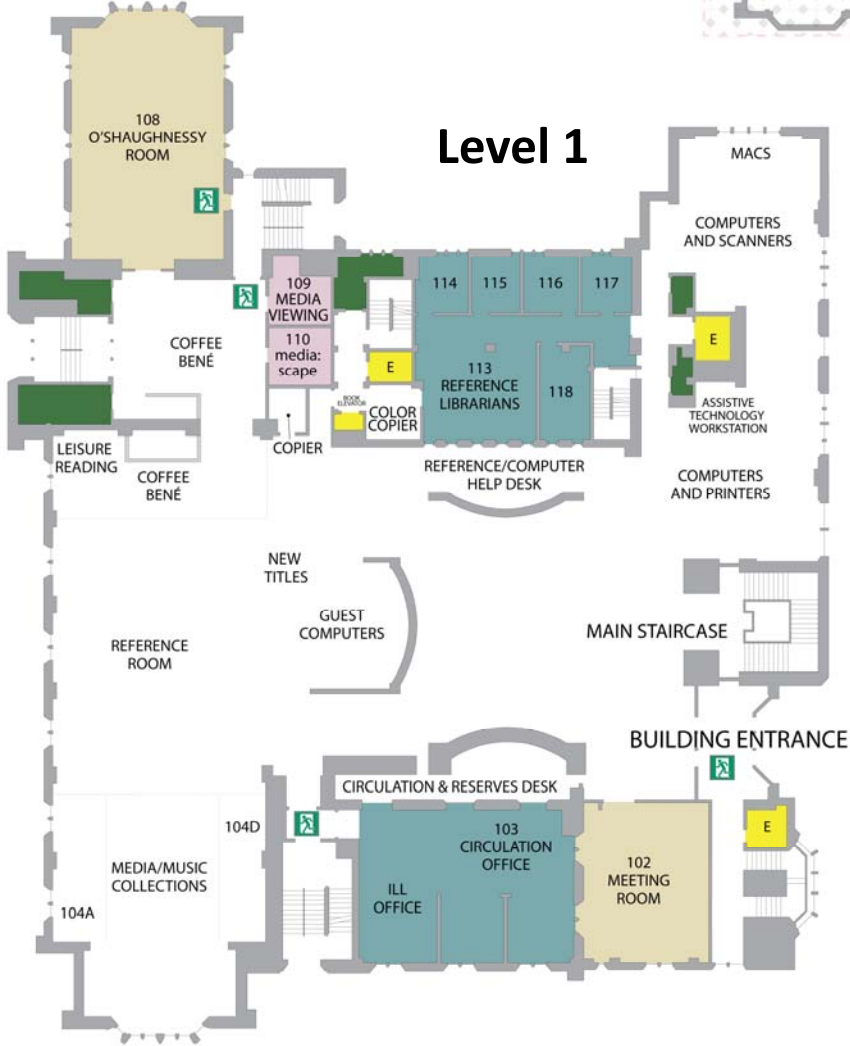 Level 1
108
O'SHAUGHNESSY
ROOM
MACS
COMPUTERS
AND SCANNERS
109
MEDIA
VIEWING
110
media:
scape
114
115
116
117
E
113
REFERENCE
LIBRARIANS
118
E
COFFEE
BENÉ
BOOK
ELEVATOR
COLOR
COPIER
ASSISTIVE
TECHNOLOGY
WORKSTATION
LEISURE
READING
COFFEE
BENÉ
COPIER
REFERENCE/COMPUTER
HELP DESK
COMPUTERS
AND PRINTERS
NEW
TITLES
GUEST
COMPUTERS
MAIN STAIRCASE
REFERENCE
ROOM
BUILDING ENTRANCE
CIRCULATION & RESERVES DESK
104D
103
CIRCULATION
OFFICE
E
MEDIA/MUSIC
COLLECTIONS
102
MEETING
ROOM
ILL
OFFICE
104A